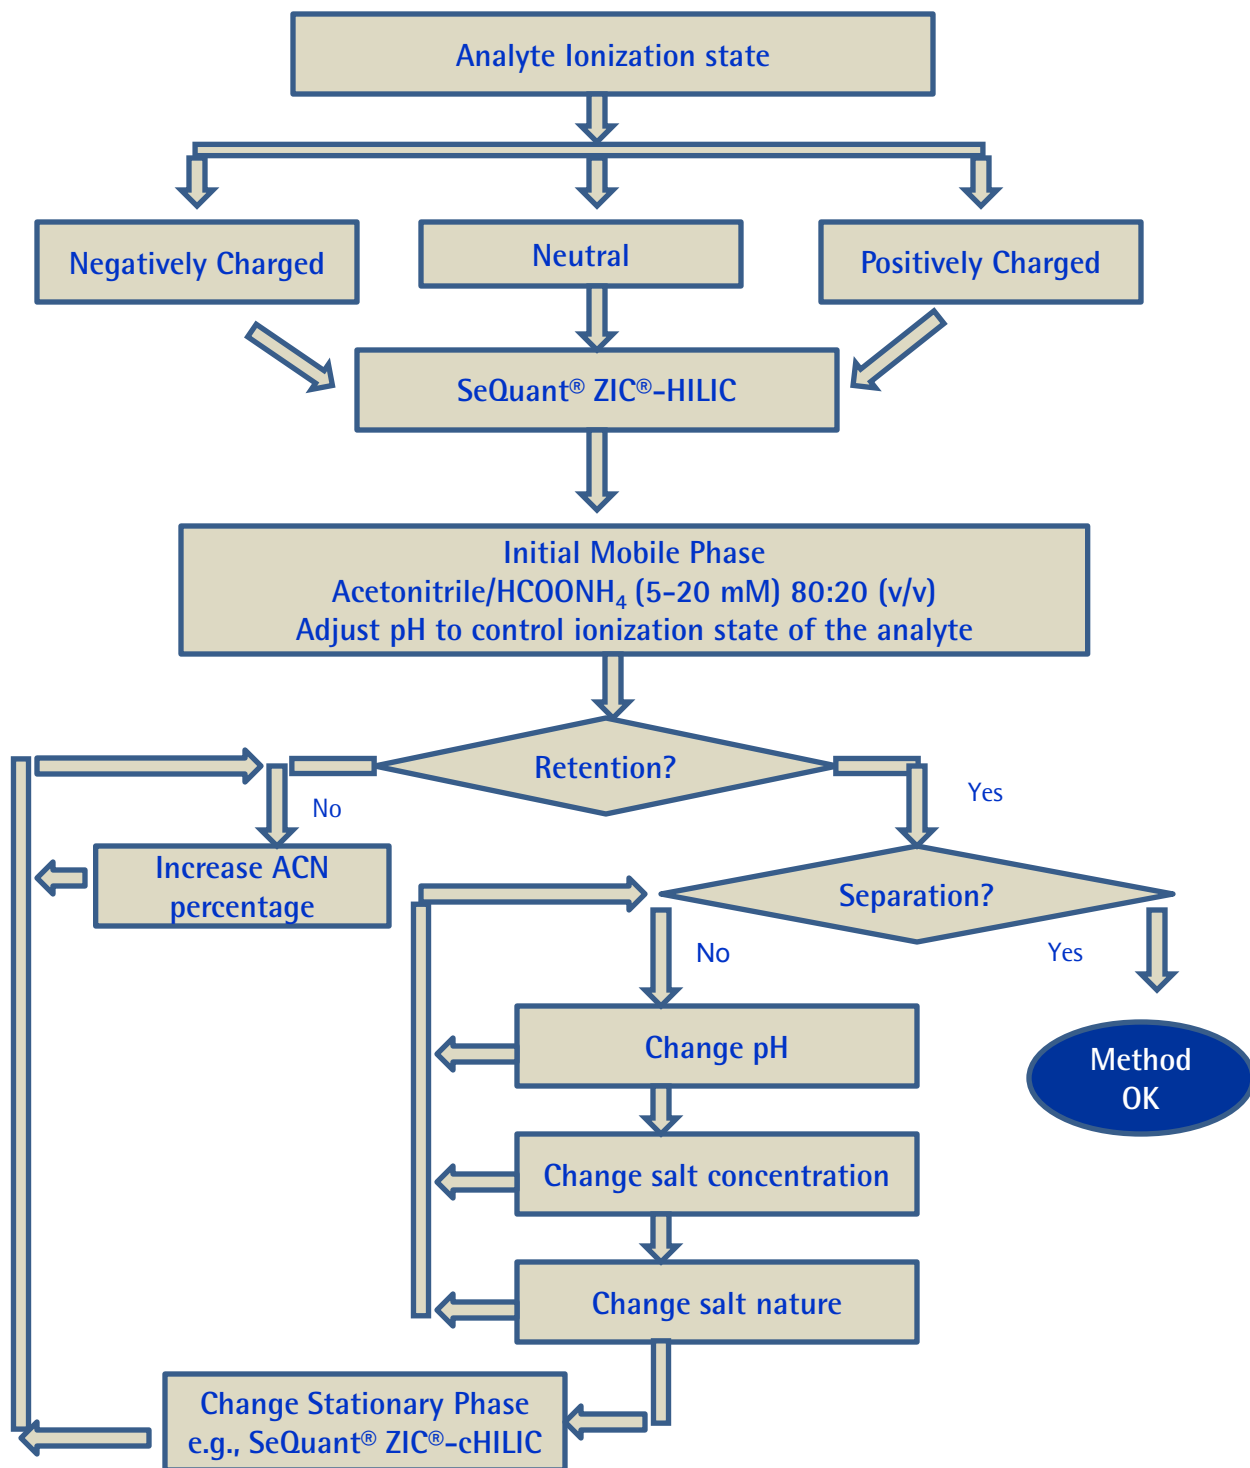 Analyte Ionization state
Negatively Charged
Neutral
Positively Charged
SeQuant® ZIC®-HILIC
Initial Mobile Phase
Acetonitrile/HCOONH₄ (5-20 mM) 80:20 (v/v)
Adjust pH to control ionization state of the analyte
Retention?
No
Yes
Increase ACN
percentage
Separation?
No
Yes
Change pH
Method
OK
Change salt concentration
Change salt nature
Change Stationary Phase
e.g., SeQuant® ZIC®-cHILIC